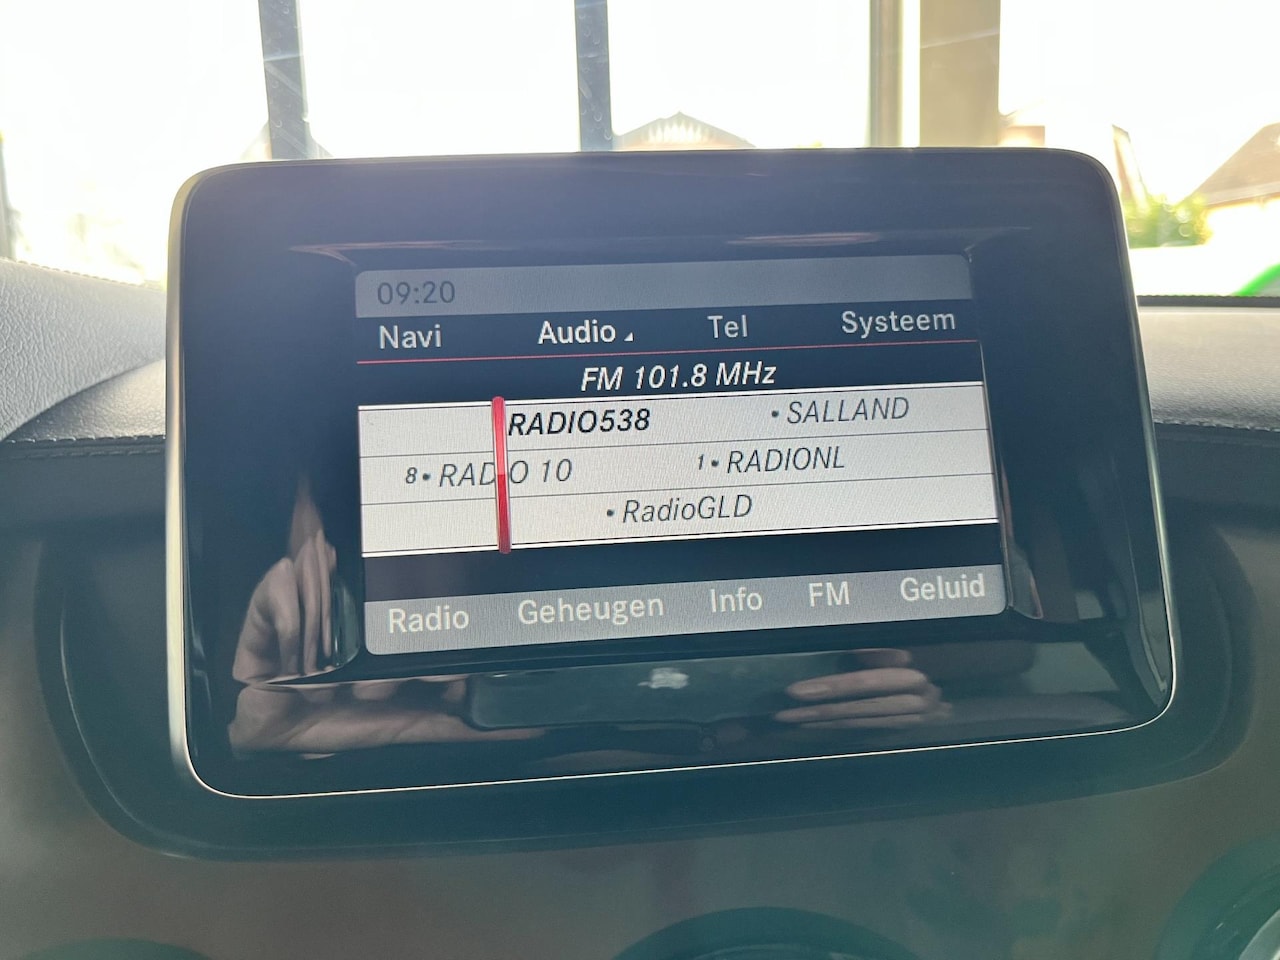 09:20
Navi Audio Tel Systeem
FM 101.8 MHz
RADIO538 • SALLAND
8 • RADIO 10 1 • RADIONL
• RadioGLD
Radio Geheugen Info FM Geluid